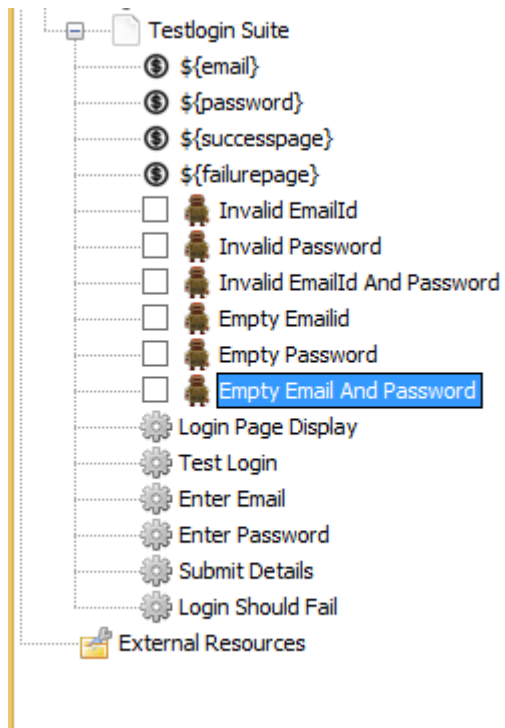 Testlogin Suite
${email}
${password}
${successpage}
${failurepage}
Invalid EmailId
Invalid Password
Invalid EmailId And Password
Empty Emailid
Empty Password
Empty Email And Password
Login Page Display
Test Login
Enter Email
Enter Password
Submit Details
Login Should Fail
External Resources